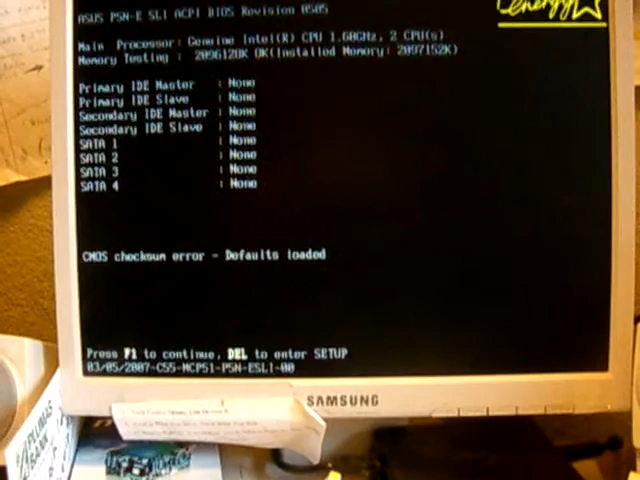 ASUS P5N-E SLI ACPI BIOS Revision 0505
energy
Main Processor: Genuine Intel(R) CPU 1.60GHz, 2 CPU(s)
Memory Testing : 2096128K OK(Installed Memory: 2097152K)
Primary IDE Master : None
Primary IDE Slave : None
Secondary IDE Master : None
Secondary IDE Slave : None
SATA 1 : None
SATA 2 : None
SATA 3 : None
SATA 4 : None
CMOS checksum error - Defaults loaded
Press F1 to continue, DEL to enter SETUP
03/05/2007-C55-MCP51-P5N-ESLI-00
SAMSUNG